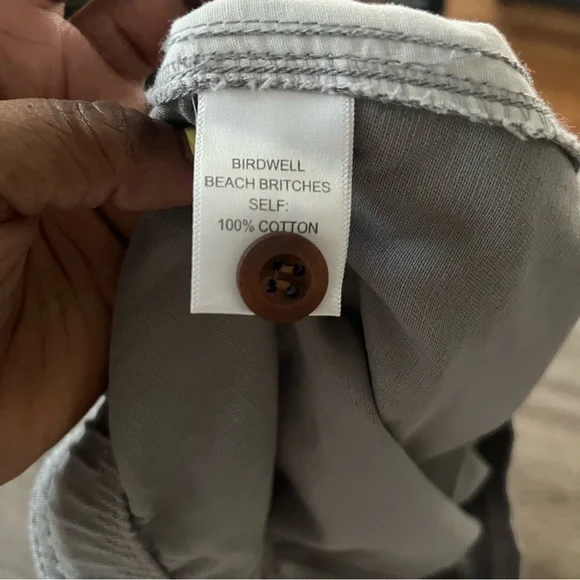 BIRDWELL
BEACH BRITCHES
SELF:
100% COTTON